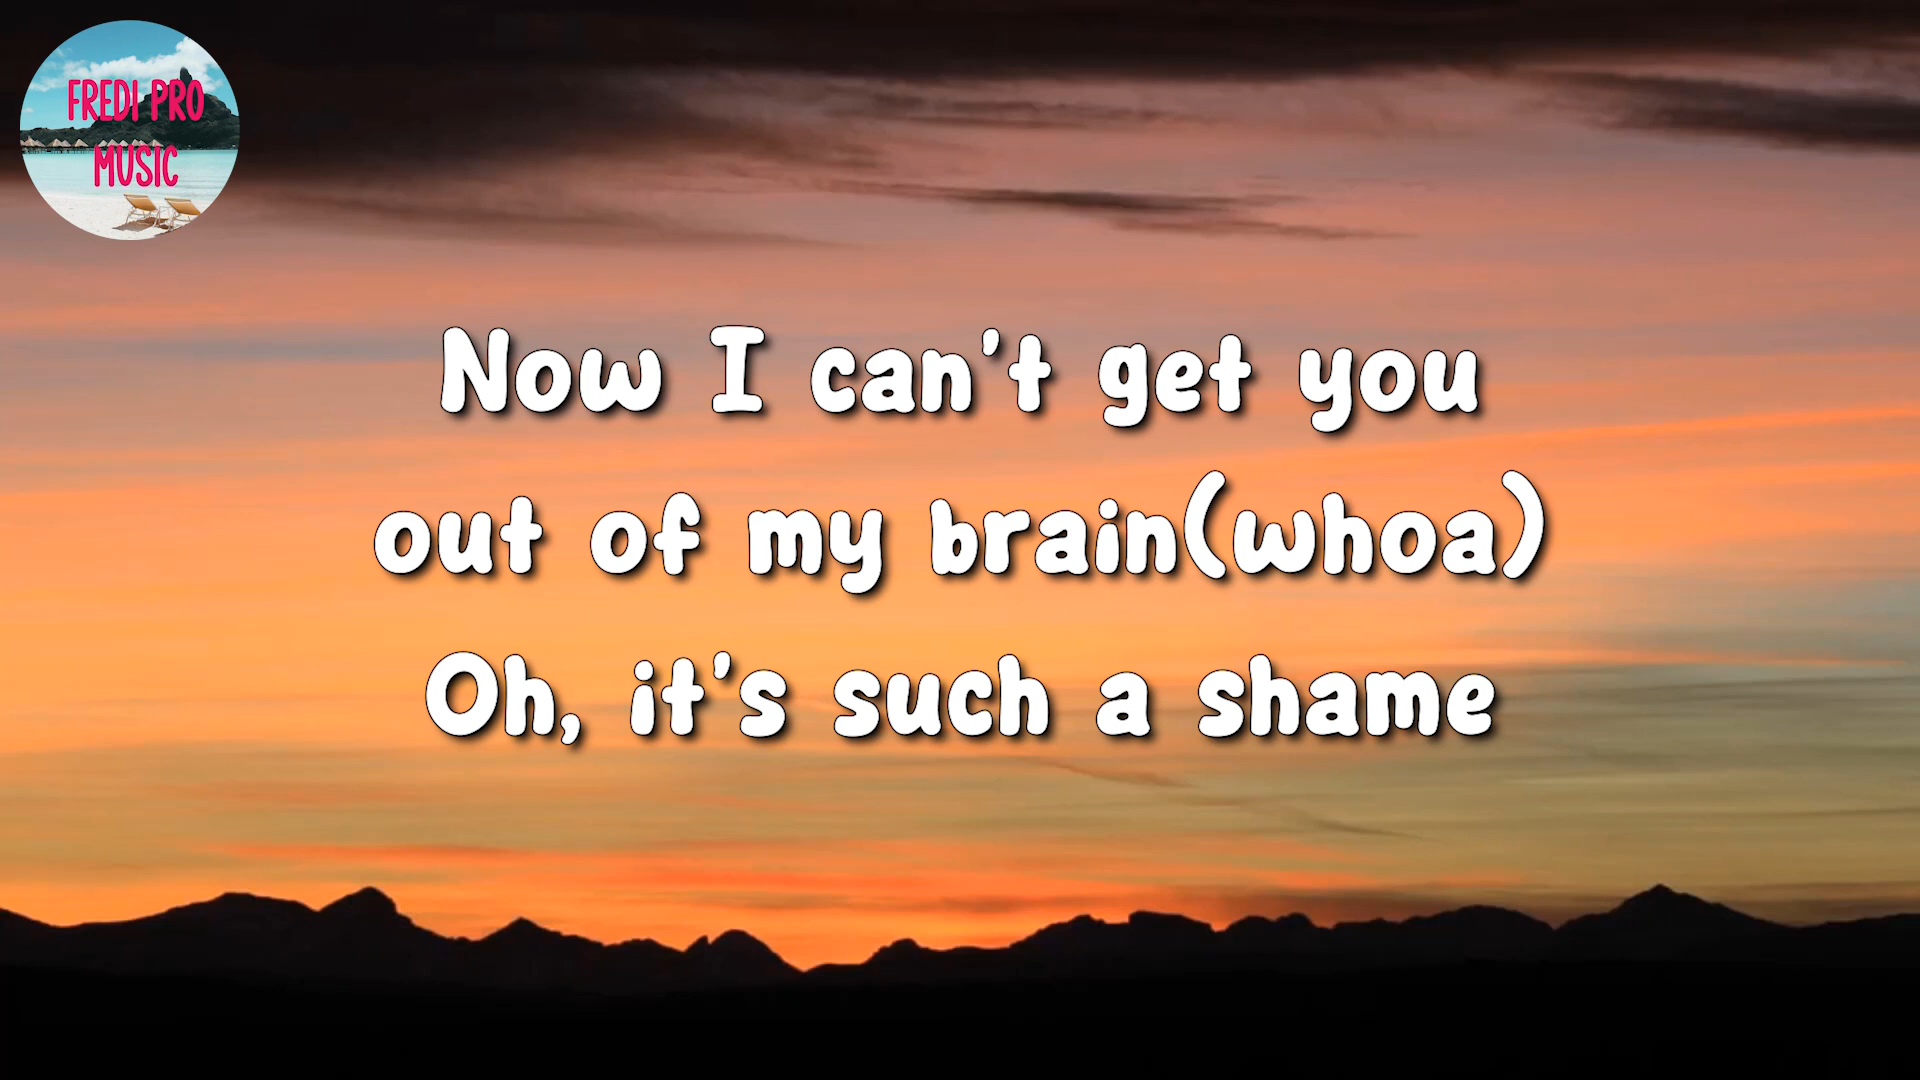 FREDI PRO
MUSIC
Now I can't get you
out of my brain(whoa)
Oh, it's such a shame